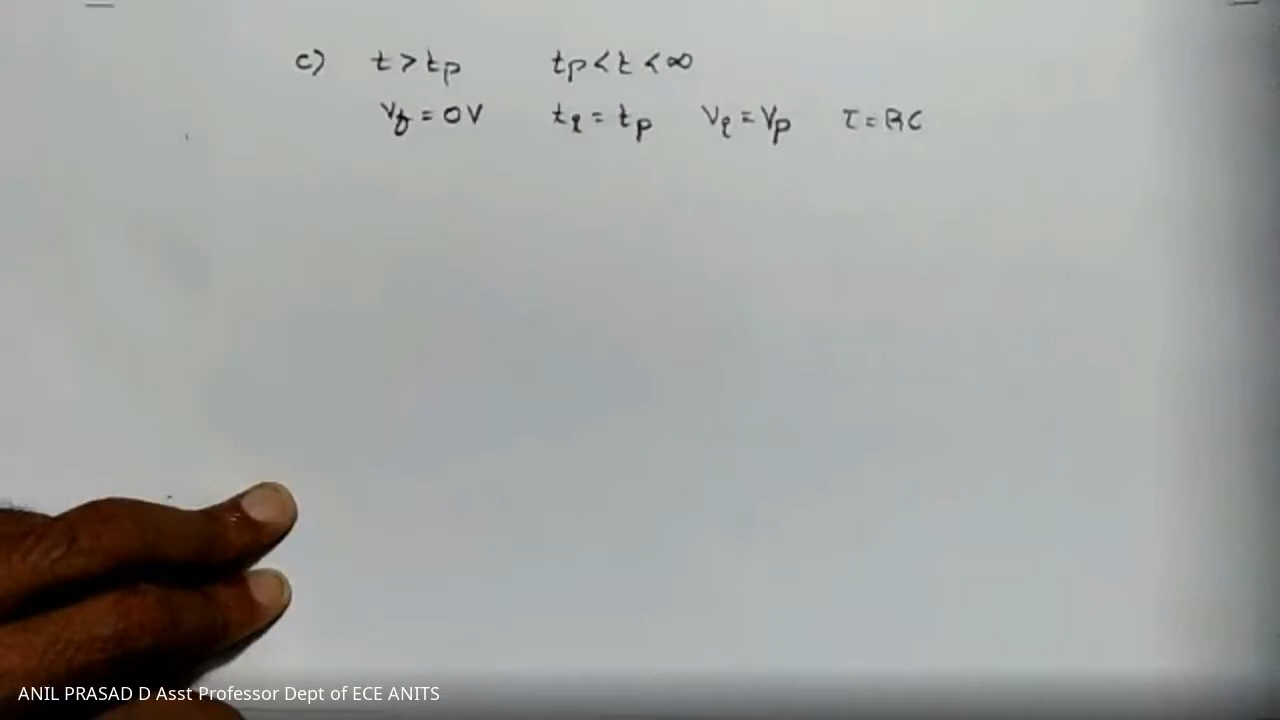 c) t > tp tp < t < ∞
Vf = 0V ti = tp Vi = Vp τ = RC
ANIL PRASAD D Asst Professor Dept of ECE ANITS